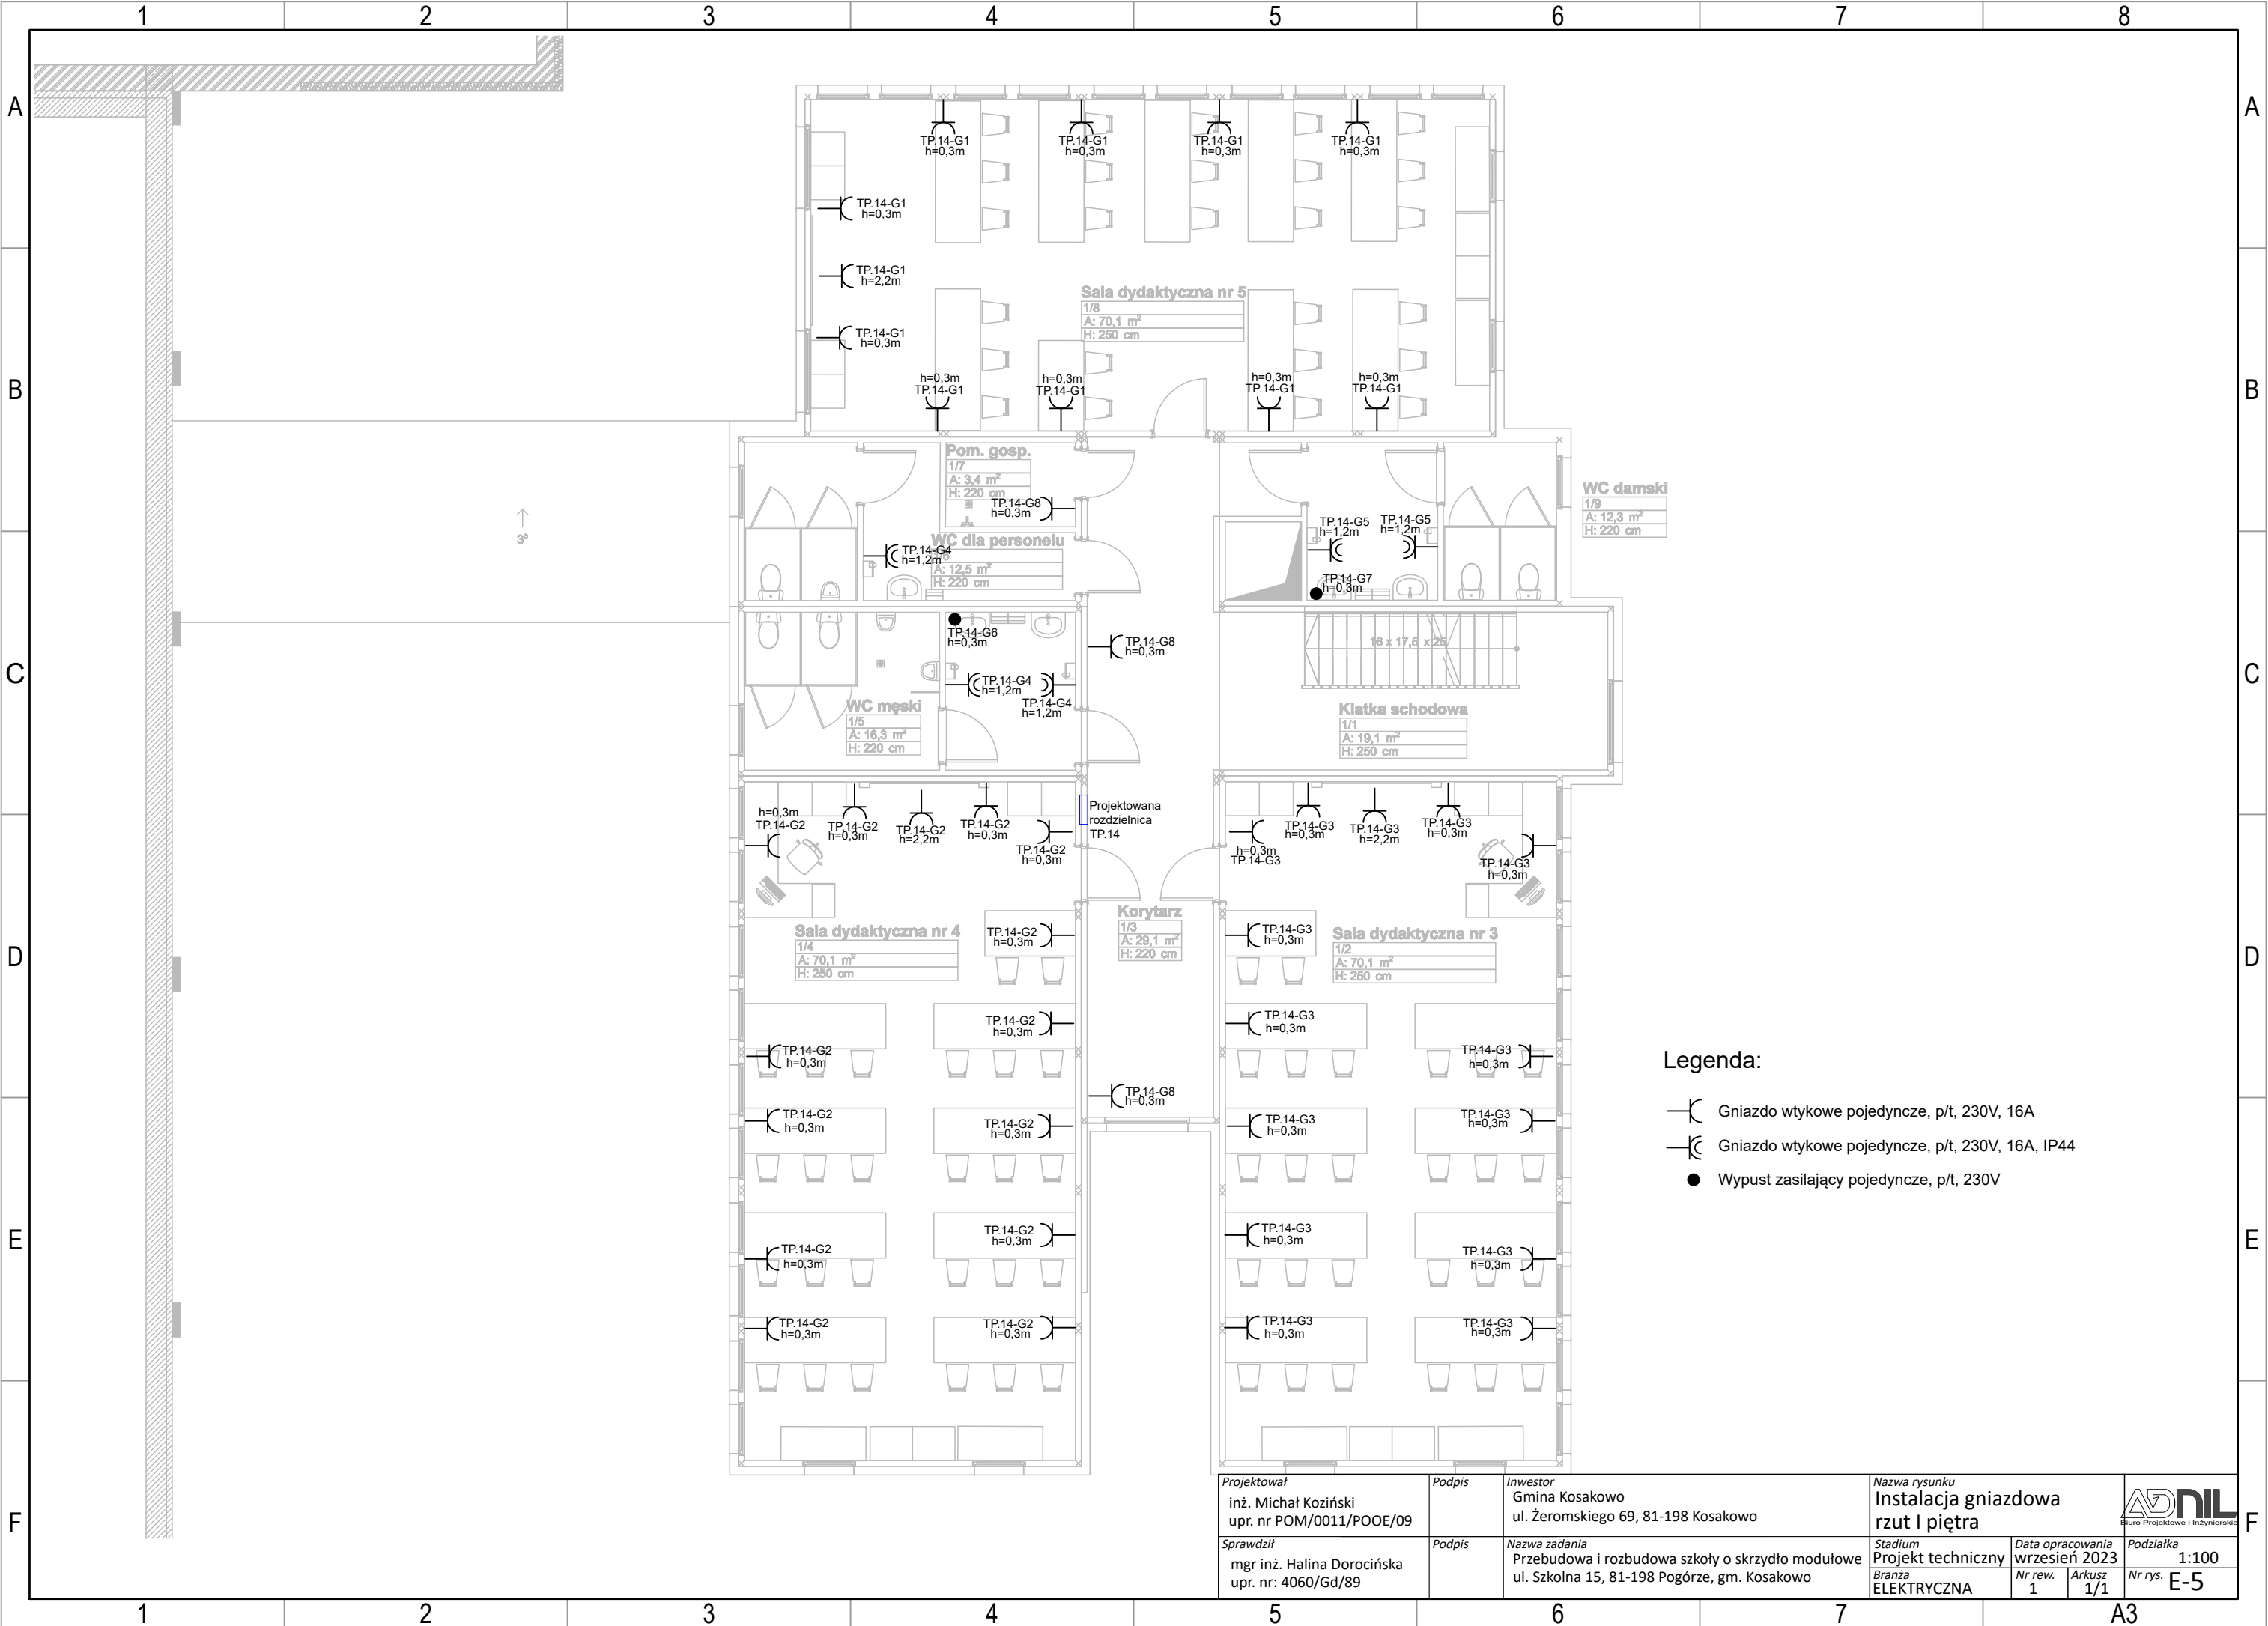 1 2 3 4 5 6 7 8
A A
B B
C C
D D
E E
F F
TP.14-G1
h=0,3m
TP.14-G1
h=0,3m
TP.14-G1
h=0,3m
TP.14-G1
h=0,3m
TP.14-G1
h=0,3m
TP.14-G1
h=2,2m
TP.14-G1
h=0,3m
Sala dydaktyczna nr 5
1/8
A: 70,1 m²
H: 250 cm
h=0,3m
TP.14-G1
h=0,3m
TP.14-G1
h=0,3m
TP.14-G1
h=0,3m
TP.14-G1
Pom. gosp.
1/7
A: 3,4 m²
H: 220 cm
TP.14-G8
h=0,3m
WC damski
1/9
A: 12,3 m²
H: 220 cm
3°
TP.14-G5
h=1,2m
TP.14-G5
h=1,2m
WC dla personelu
A: 12,5 m²
H: 220 cm
TP.14-G4
h=1,2m
TP.14-G7
h=0,3m
TP.14-G6
h=0,3m
TP.14-G8
h=0,3m
16 x 17,5 x 25
TP.14-G4
h=1,2m
TP.14-G4
h=1,2m
WC męski
1/5
A: 16,3 m²
H: 220 cm
Klatka schodowa
1/1
A: 19,1 m²
H: 250 cm
h=0,3m
TP.14-G2
TP.14-G2
h=0,3m
TP.14-G2
h=2,2m
TP.14-G2
h=0,3m
TP.14-G2
h=0,3m
Projektowana
rozdzielnica
TP.14
h=0,3m
TP.14-G3
TP.14-G3
h=0,3m
TP.14-G3
h=2,2m
TP.14-G3
h=0,3m
TP.14-G3
h=0,3m
Sala dydaktyczna nr 4
1/4
A: 70,1 m²
H: 250 cm
TP.14-G2
h=0,3m
Korytarz
1/3
A: 29,1 m²
H: 220 cm
TP.14-G3
h=0,3m
Sala dydaktyczna nr 3
1/2
A: 70,1 m²
H: 250 cm
TP.14-G2
h=0,3m
TP.14-G3
h=0,3m
TP.14-G2
h=0,3m
TP.14-G3
h=0,3m
TP.14-G8
h=0,3m
TP.14-G2
h=0,3m
TP.14-G2
h=0,3m
TP.14-G3
h=0,3m
TP.14-G3
h=0,3m
TP.14-G2
h=0,3m
TP.14-G2
h=0,3m
TP.14-G3
h=0,3m
TP.14-G3
h=0,3m
TP.14-G2
h=0,3m
TP.14-G2
h=0,3m
TP.14-G3
h=0,3m
TP.14-G3
h=0,3m
Legenda:
Gniazdo wtykowe pojedyncze, p/t, 230V, 16A
Gniazdo wtykowe pojedyncze, p/t, 230V, 16A, IP44
Wypust zasilający pojedyncze, p/t, 230V
Projektował
inż. Michał Koziński
upr. nr POM/0011/POOE/09
Podpis
Inwestor
Gmina Kosakowo
ul. Żeromskiego 69, 81-198 Kosakowo
Nazwa rysunku
Instalacja gniazdowa
rzut I piętra
ADNIL
Biuro Projektowe i Inżynierskie
Sprawdził
mgr inż. Halina Dorocińska
upr. nr: 4060/Gd/89
Podpis
Nazwa zadania
Przebudowa i rozbudowa szkoły o skrzydło modułowe
ul. Szkolna 15, 81-198 Pogórze, gm. Kosakowo
Stadium
Projekt techniczny
Data opracowania
wrzesień 2023
Podziałka
1:100
Branża
ELEKTRYCZNA
Nr rew.
1
Arkusz
1/1
Nr rys. E-5
1 2 3 4 5 6 7 A3